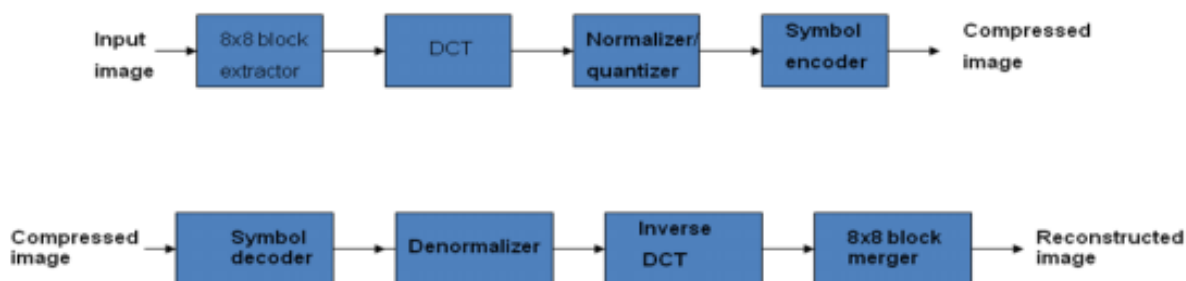 Input
image
8x8 block
extractor
DCT
Normalizer/
quantizer
Symbol
encoder
Compressed
image
Compressed
image
Symbol
decoder
Denormalizer
Inverse
DCT
8x8 block
merger
Reconstructed
image